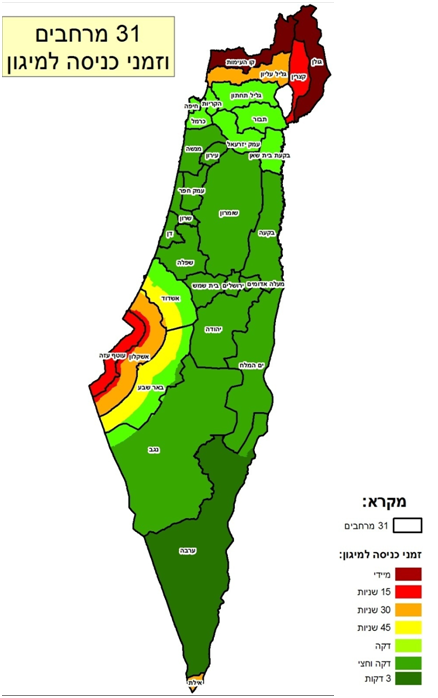 31 מרחבים
וזמני כניסה למיגון
גולן
קו העימות
קצרין
גליל עליון
גליל תחתון
הקריות
חיפה
תבור
כרמל
עמק יזרעאל
מנשה
בקעת בית שאן
עירון
עמק חפר
שומרון
שרון
בקעה
דן
שפלה
מעלה אדומים
ירושלים
בית שמש
אשדוד
יהודה
אשקלון
עוטף עזה
ים המלח
באר שבע
נגב
ערבה
אילת
מקרא:
31 מרחבים
זמני כניסה למיגון:
מיידי
15 שניות
30 שניות
45 שניות
דקה
דקה וחצי
3 דקות